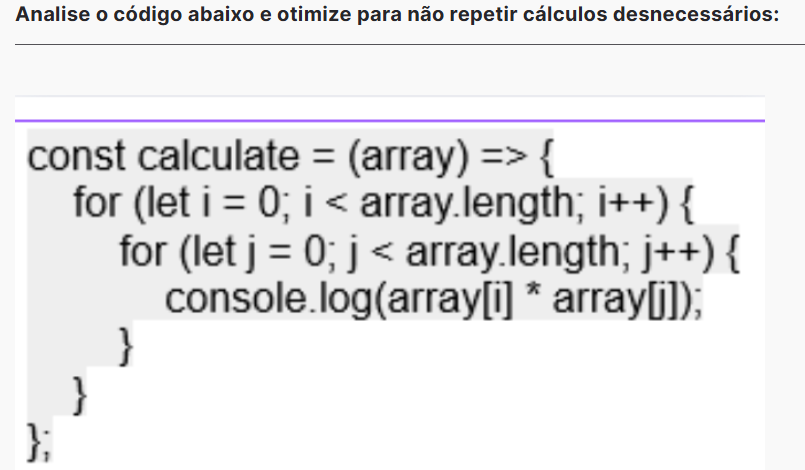 Analise o código abaixo e otimize para não repetir cálculos desnecessários:
const calculate = (array) => {
for (let i = 0; i < array.length; i++) {
for (let j = 0; j < array.length; j++) {
console.log(array[i] * array[j]);
}
}
};